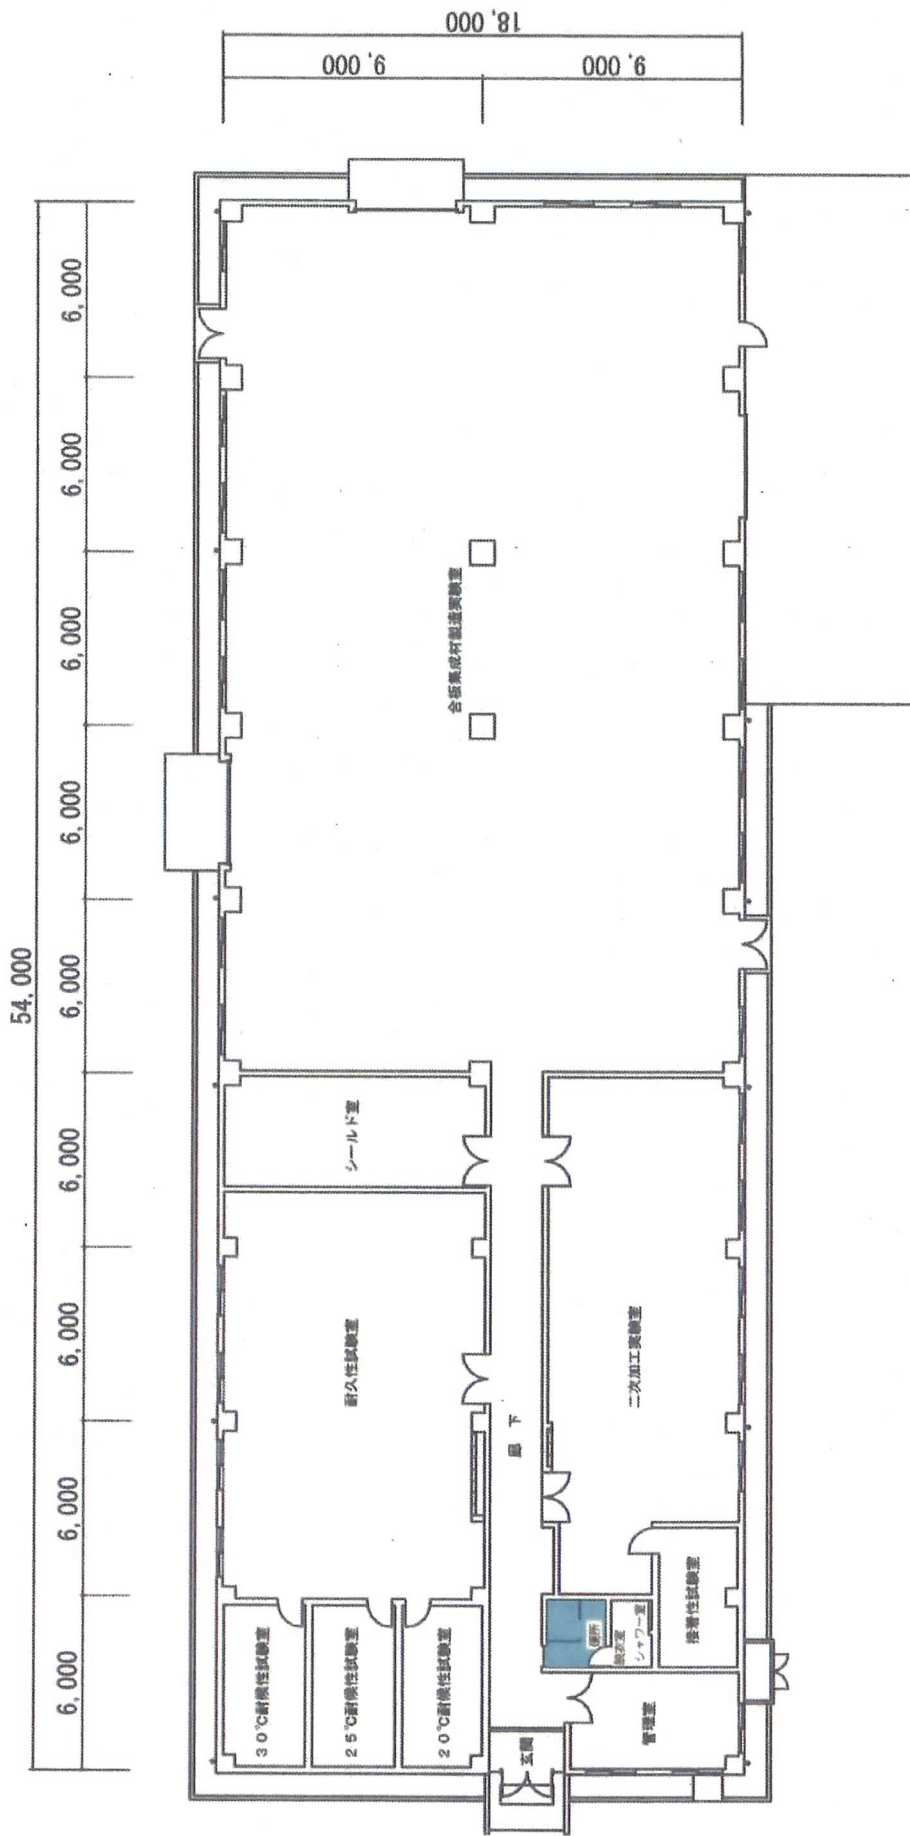 54,000
6,000
6,000
6,000
6,000
6,000
6,000
6,000
6,000
6,000
18,000
9,000
9,000
30℃耐候性試験室
25℃耐候性試験室
20℃耐候性試験室
耐久性試験室
シールド室
合板集成材製造実験室
玄関
廊下
管理室
便所
脱衣室
シャワー室
接着性試験室
二次加工実験室